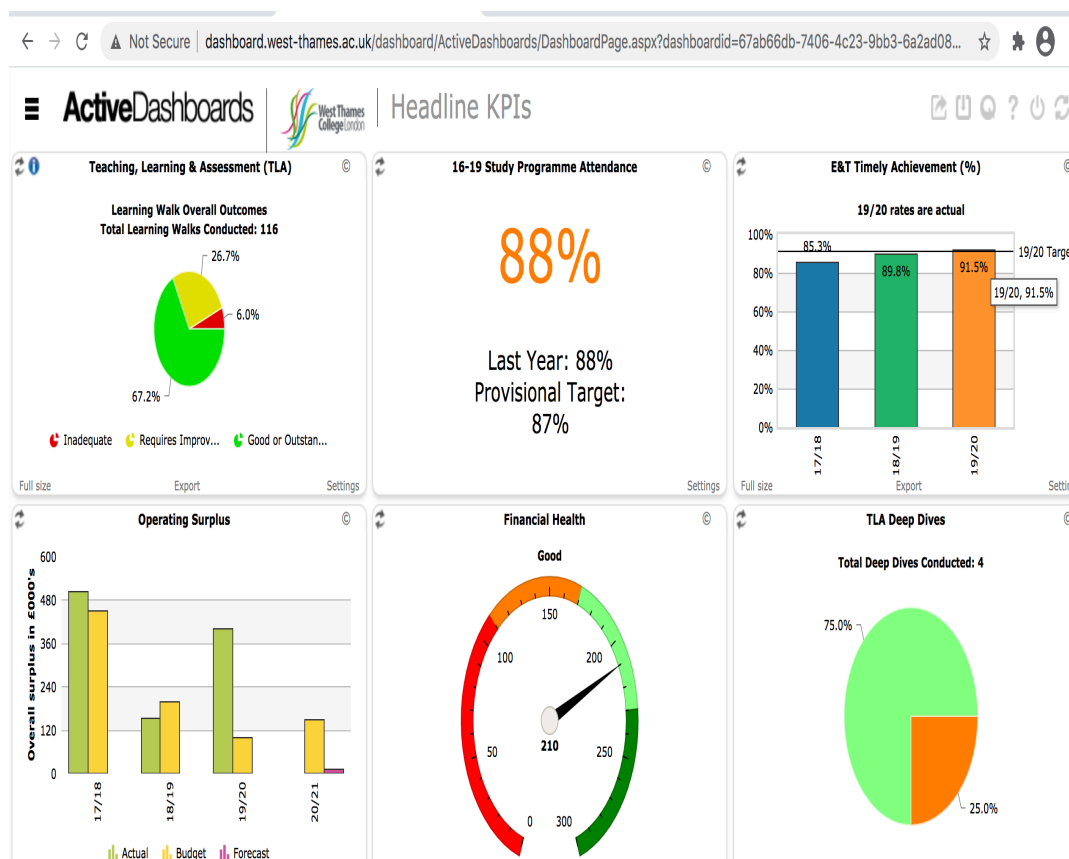 Not Secure | dashboard.west-thames.ac.uk/dashboard/ActiveDashboards/DashboardPage.aspx?dashboardid=67ab66db-7406-4c23-9bb3-6a2ad08...
ActiveDashboards
West Thames
College London
Headline KPIs
Teaching, Learning & Assessment (TLA)
Learning Walk Overall Outcomes
Total Learning Walks Conducted: 116
26.7%
6.0%
67.2%
Inadequate Requires Improv... Good or Outstan...
Full size Export Settings
16-19 Study Programme Attendance
88%
Last Year: 88%
Provisional Target:
87%
Settings
E&T Timely Achievement (%)
19/20 rates are actual
100%
80%
60%
40%
20%
0%
85.3%
89.8%
91.5%
19/20 Targe
19/20, 91.5%
17/18
18/19
19/20
Full size Export Settin
Operating Surplus
Overall surplus in £000's
600
480
360
240
120
0
17/18
18/19
19/20
20/21
Actual Budget Forecast
Financial Health
Good
0
50
100
150
200
250
300
210
TLA Deep Dives
Total Deep Dives Conducted: 4
75.0%
25.0%